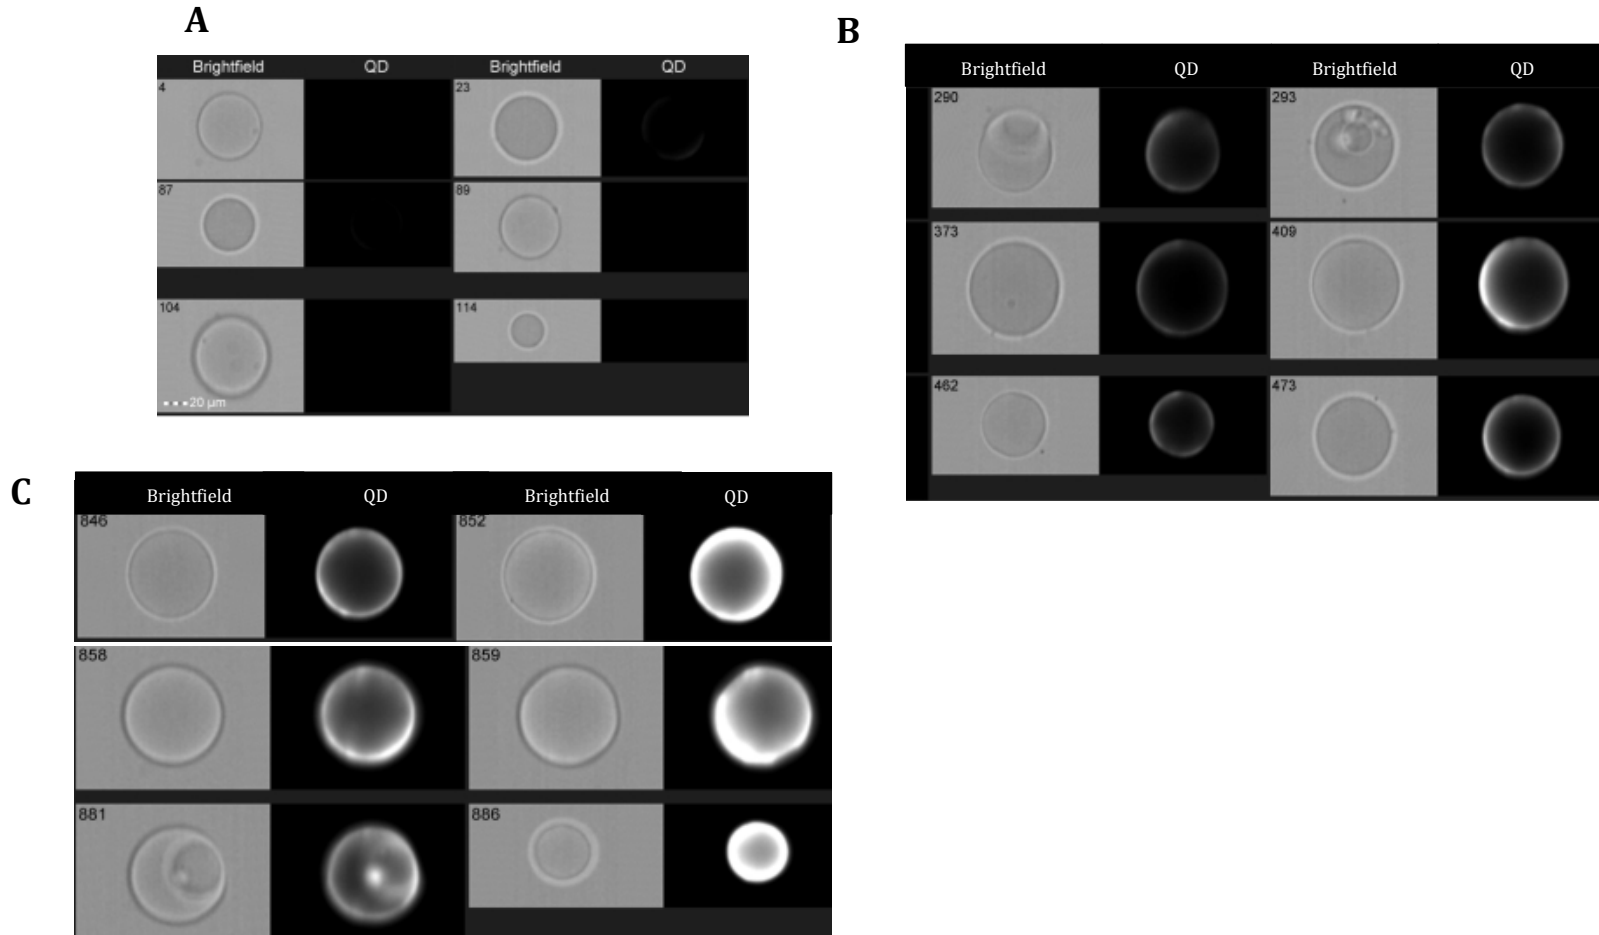 A
Brightfield QD Brightfield QD
4 23
87 89
104 114
20 µm
B
Brightfield QD Brightfield QD
290 293
373 409
462 473
C
Brightfield QD Brightfield QD
846 852
858 859
881 886